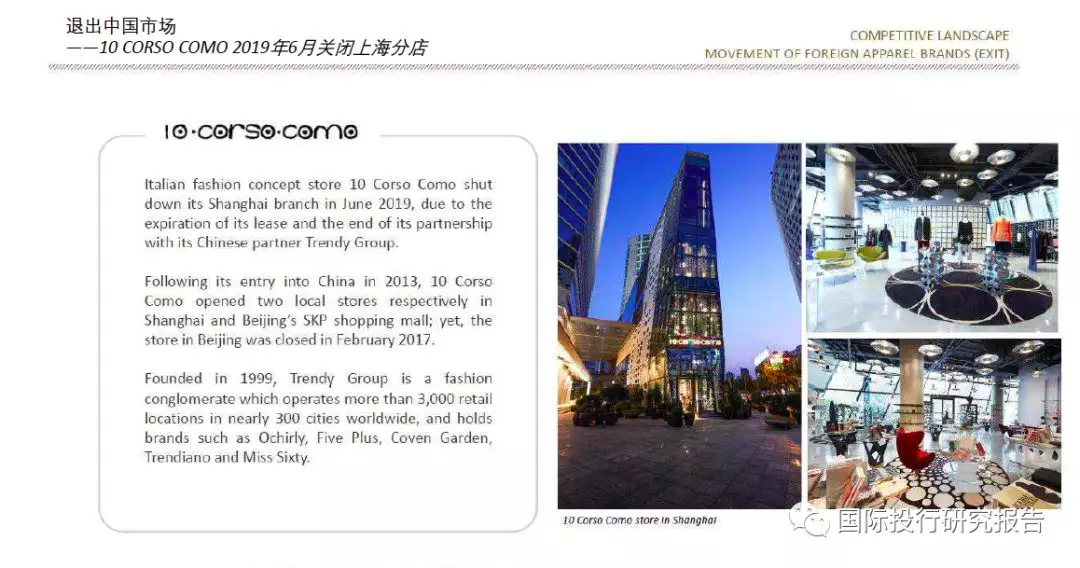 退出中国市场
——10 CORSO COMO 2019年6月关闭上海分店
COMPETITIVE LANDSCAPE
MOVEMENT OF FOREIGN APPAREL BRANDS (EXIT)
10·corso·como
Italian fashion concept store 10 Corso Como shut
down its Shanghai branch in June 2019, due to the
expiration of its lease and the end of its partnership
with its Chinese partner Trendy Group.
Following its entry into China in 2013, 10 Corso
Como opened two local stores respectively in
Shanghai and Beijing's SKP shopping mall; yet, the
store in Beijing was closed in February 2017.
Founded in 1999, Trendy Group is a fashion
conglomerate which operates more than 3,000 retail
locations in nearly 300 cities worldwide, and holds
brands such as Ochirly, Five Plus, Coven Garden,
Trendiano and Miss Sixty.
10·corso·como
10 Corso Como store in Shanghai
国际投行研究报告